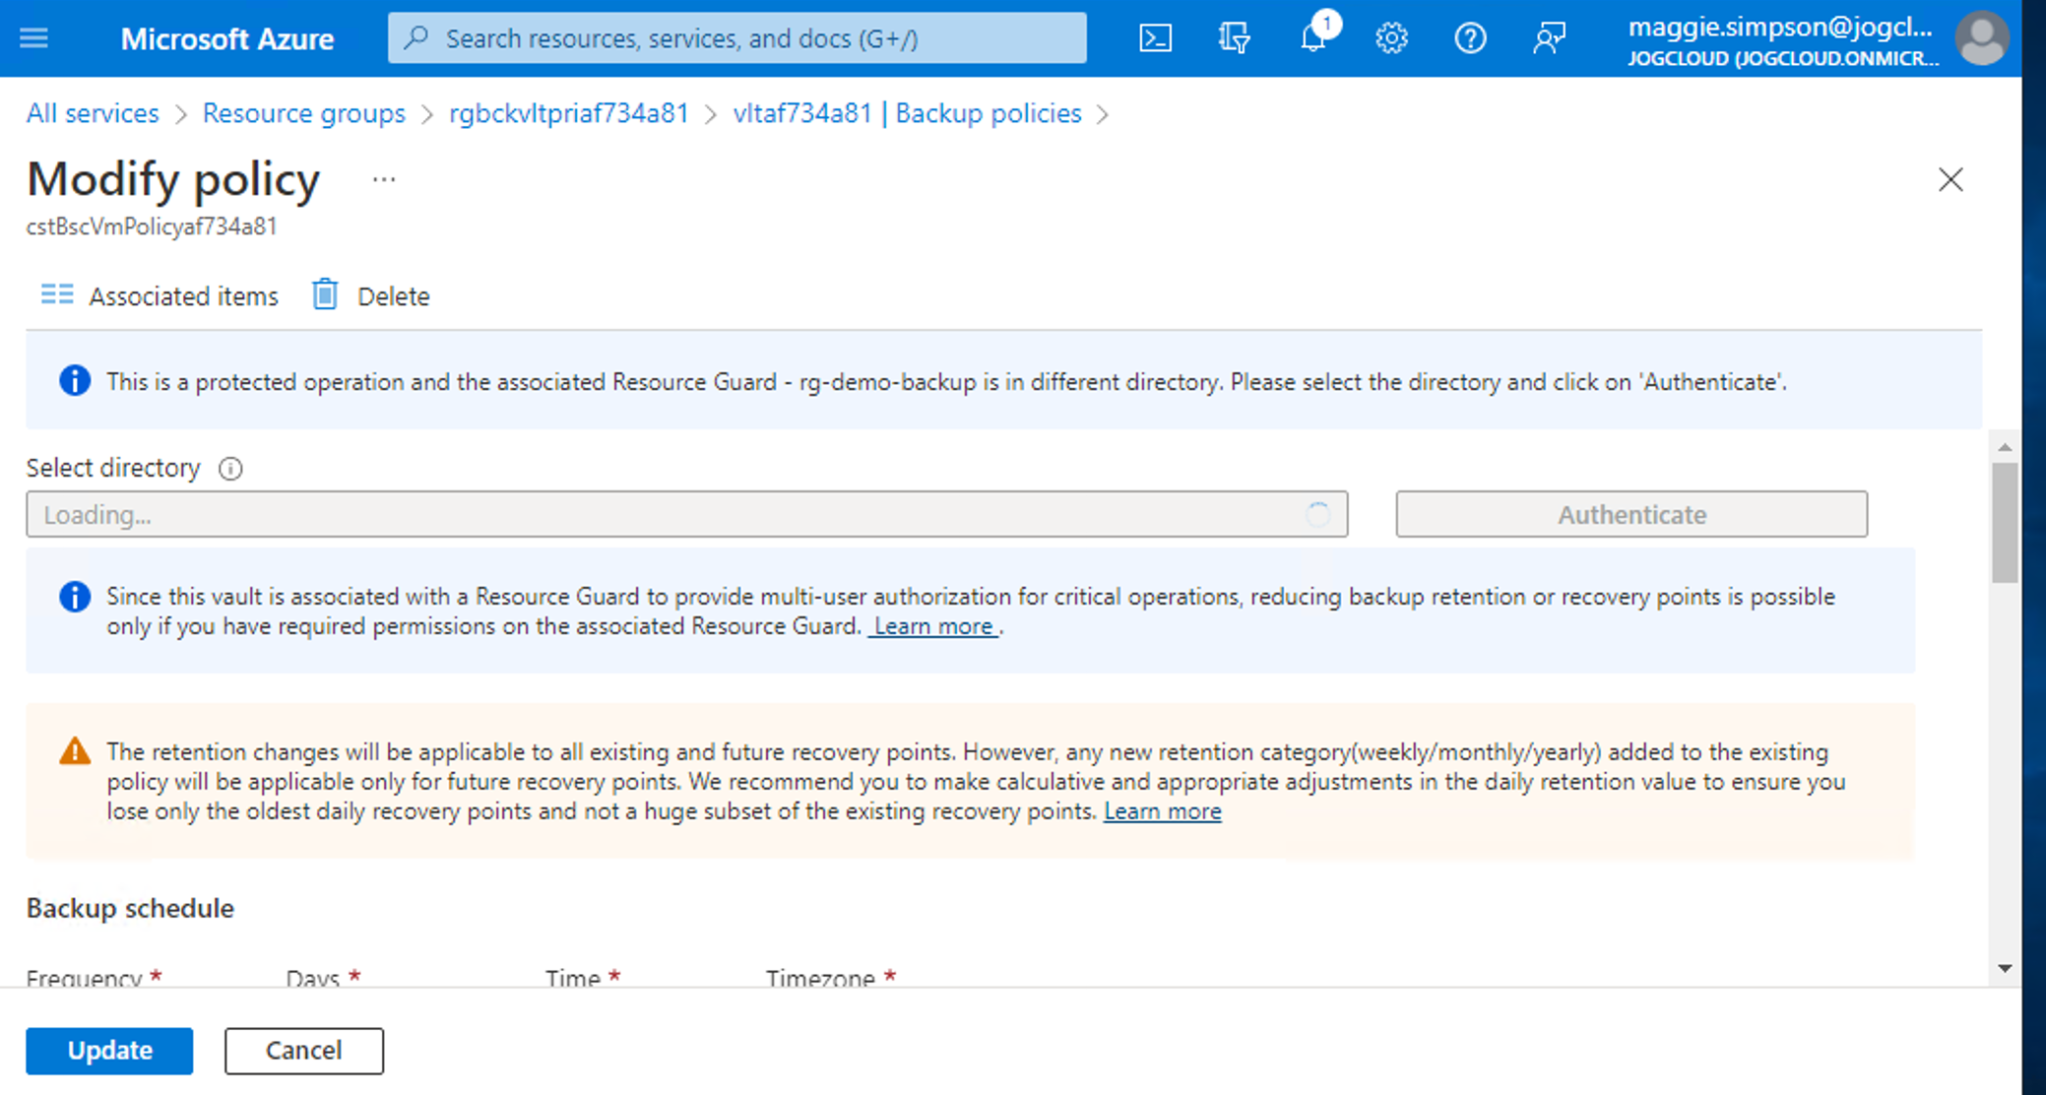 Microsoft Azure
Search resources, services, and docs (G+/)
1
maggie.simpson@jogcl...
JOGCLOUD (JOGCLOUD.ONMICR...
All services > Resource groups > rgbckvltpriaf734a81 > vltaf734a81 | Backup policies >
Modify policy ...
cstBscVmPolicyaf734a81
Associated items Delete
This is a protected operation and the associated Resource Guard - rg-demo-backup is in different directory. Please select the directory and click on 'Authenticate'.
Select directory
Loading... Authenticate
Since this vault is associated with a Resource Guard to provide multi-user authorization for critical operations, reducing backup retention or recovery points is possible
only if you have required permissions on the associated Resource Guard. Learn more .
The retention changes will be applicable to all existing and future recovery points. However, any new retention category(weekly/monthly/yearly) added to the existing
policy will be applicable only for future recovery points. We recommend you to make calculative and appropriate adjustments in the daily retention value to ensure you
lose only the oldest daily recovery points and not a huge subset of the existing recovery points. Learn more
Backup schedule
Frequency * Days * Time * Timezone *
Update Cancel